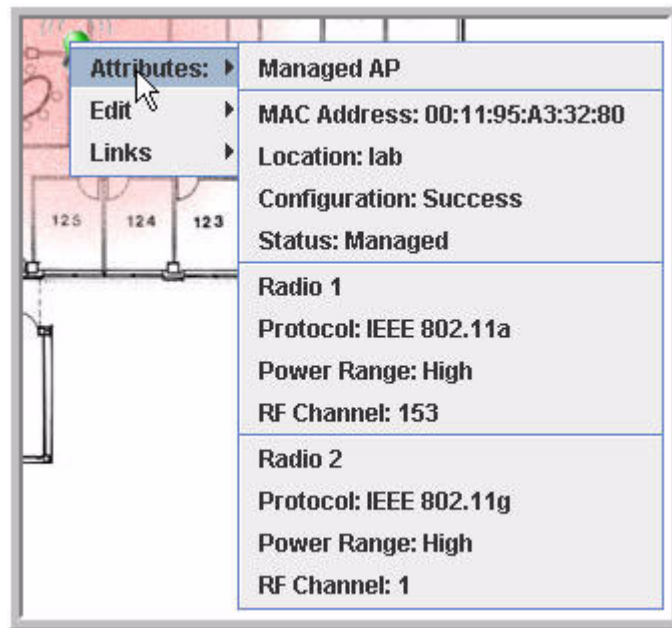 Attributes:
Edit
Links
Managed AP
MAC Address: 00:11:95:A3:32:80
Location: lab
Configuration: Success
Status: Managed
Radio 1
Protocol: IEEE 802.11a
Power Range: High
RF Channel: 153
Radio 2
Protocol: IEEE 802.11g
Power Range: High
RF Channel: 1
125 124 123